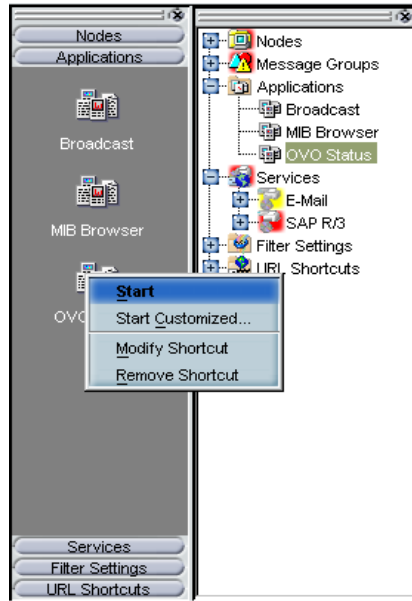 Nodes
Applications
Broadcast
MIB Browser
OVO
Start
Start Customized...
Modify Shortcut
Remove Shortcut
Services
Filter Settings
URL Shortcuts
Nodes
Message Groups
Applications
Broadcast
MIB Browser
OVO Status
Services
E-Mail
SAP R/3
Filter Settings
URL Shortcuts